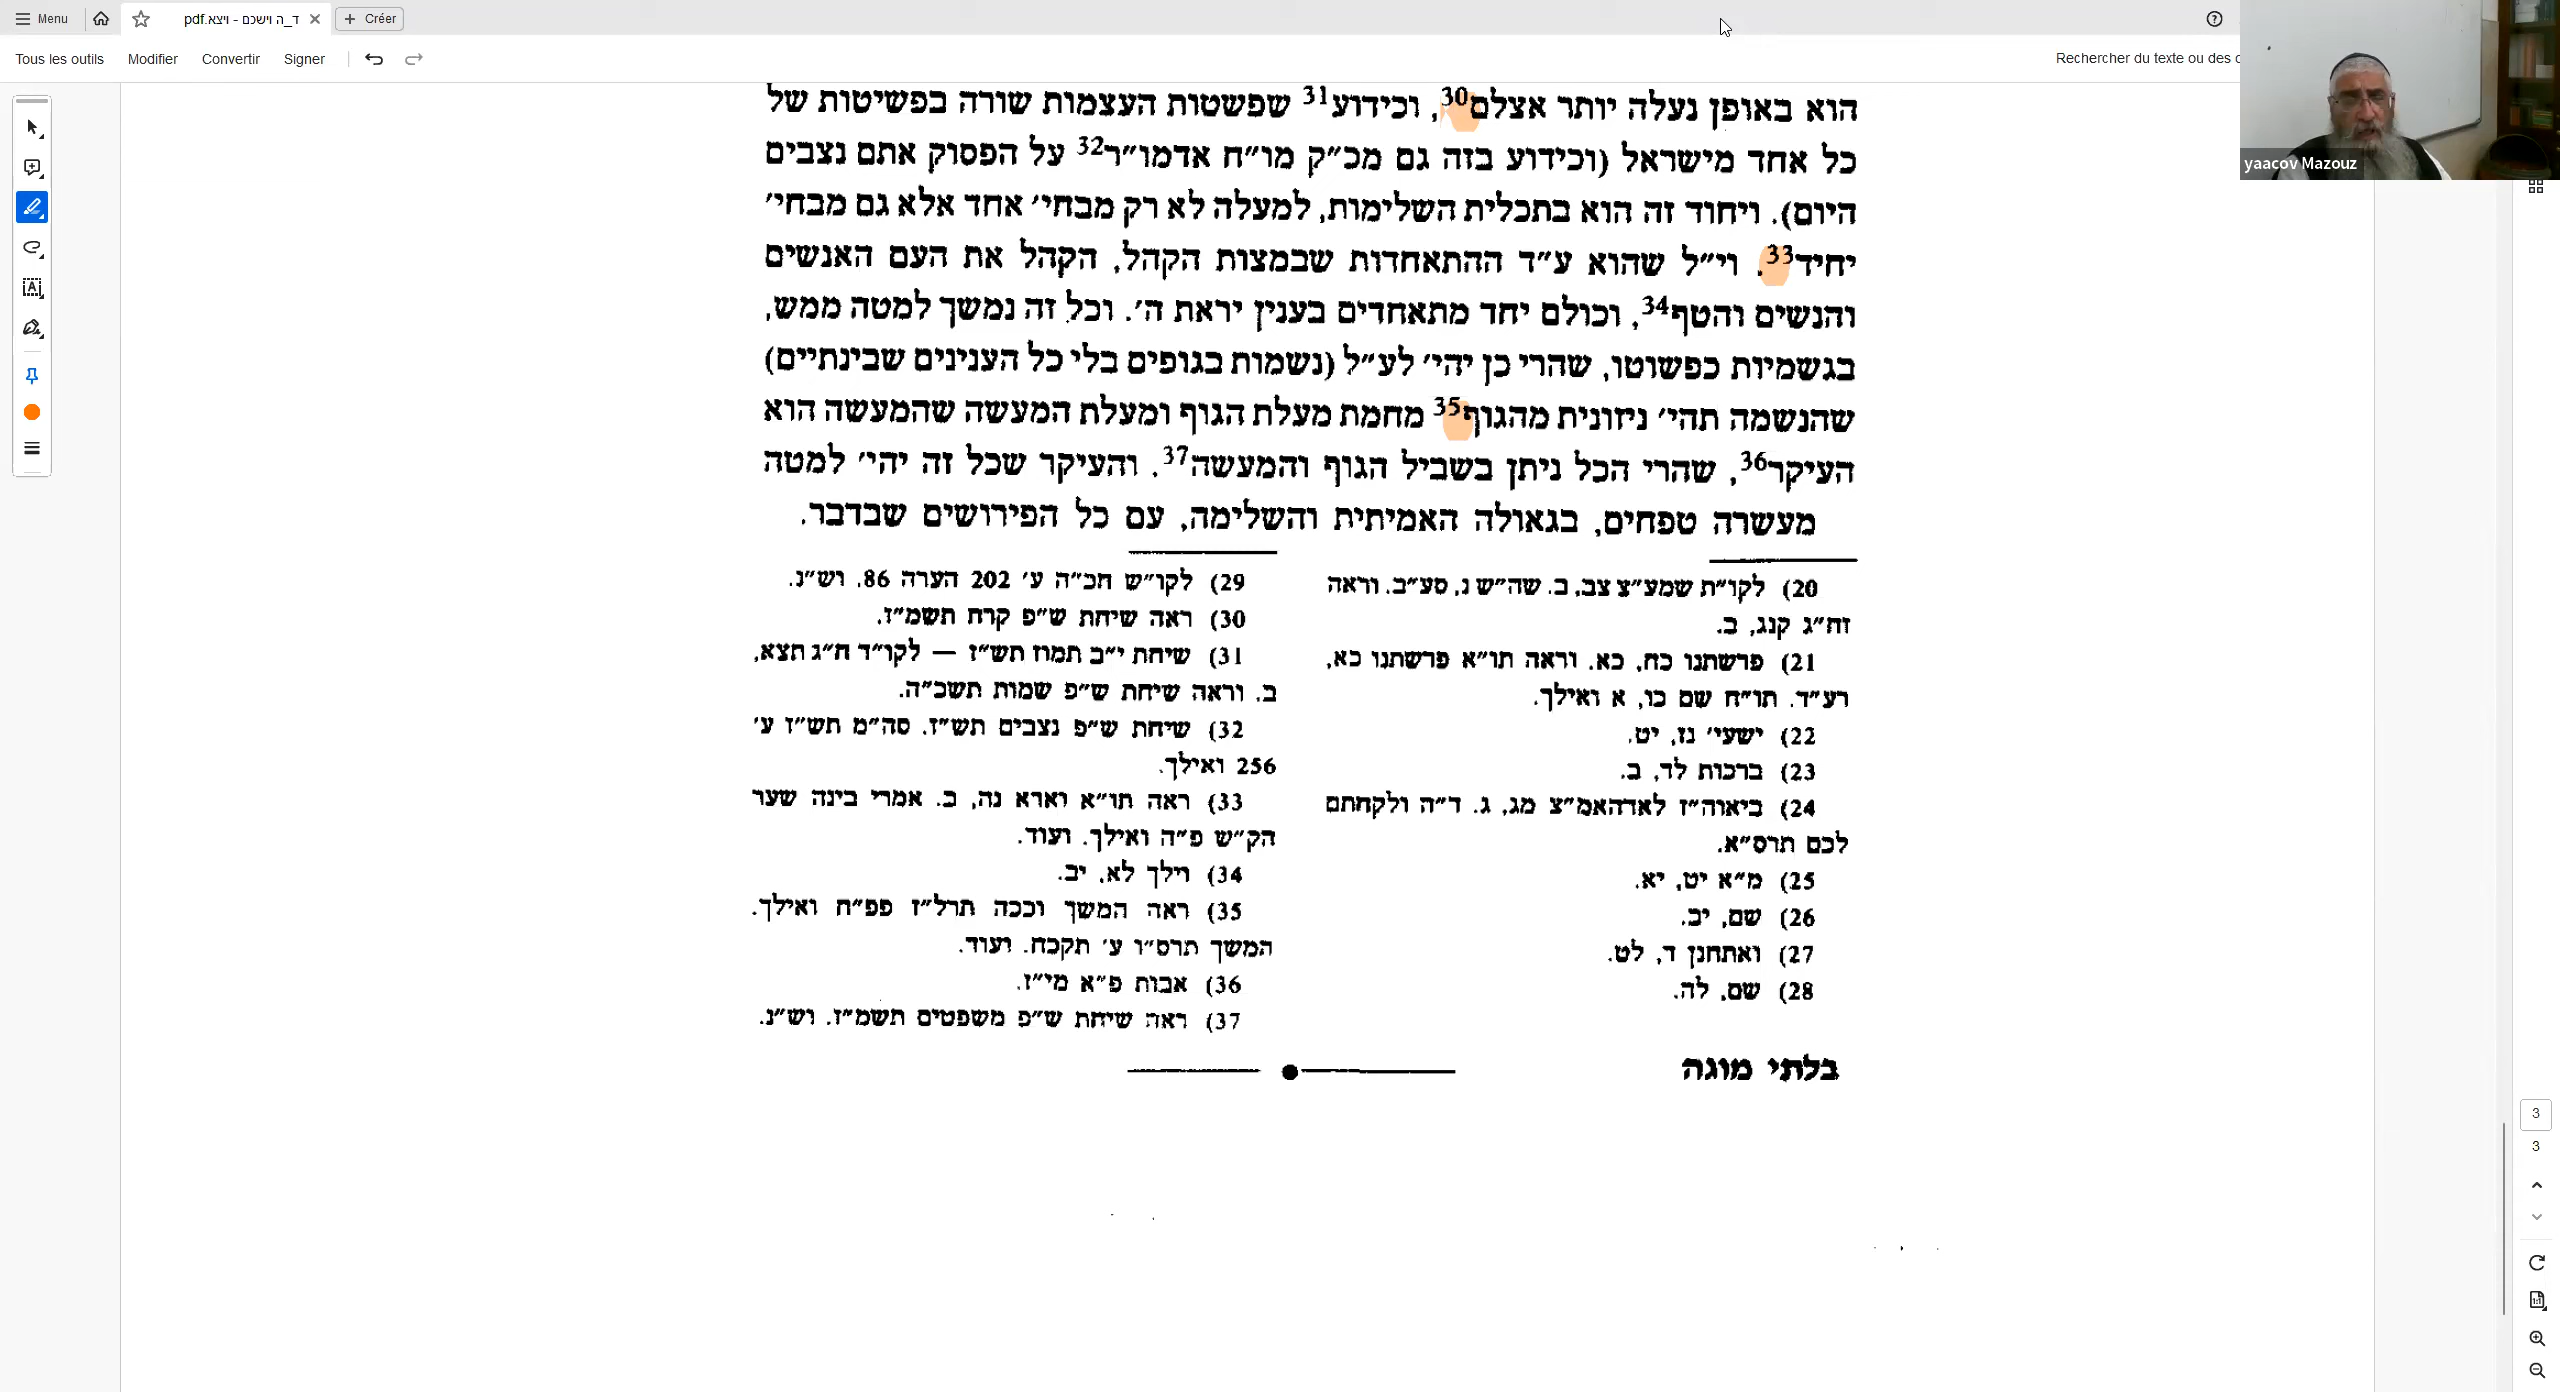 Menu
ד_ה וישכם - ויצא.pdf
Créer
Tous les outils
Modifier
Convertir
Signer
Rechercher du texte ou des
yaacov Mazouz
הוא באופן נעלה יותר אצלם30, וכידוע31 שפשטות העצמות שורה בפשיטות של
כל אחד מישראל (וכידוע בזה גם מכ״ק מו״ח אדמו״ר32 על הפסוק אתם נצבים
היום). ויחוד זה הוא בתכלית השלימות, למעלה לא רק מבחי׳ אחד אלא גם מבחי׳
יחיד33. וי״ל שהוא ע״ד ההתאחדות שבמצות הקהל, הקהל את העם האנשים
והנשים והטף34, וכולם יחד מתאחדים בענין יראת ה׳. וכל זה נמשך למטה ממש,
בגשמיות כפשוטו, שהרי כן יהי׳ לע״ל (נשמות בגופים בלי כל הענינים שבינתיים)
שהנשמה תהי׳ ניזונית מהגוף35 מחמת מעלת הגוף ומעלת המעשה שהמעשה הוא
העיקר36, שהרי הכל ניתן בשביל הגוף והמעשה37. והעיקר שכל זה יהי׳ למטה
מעשרה טפחים, בגאולה האמיתית והשלימה, עם כל הפירושים שבדבר.
20) לקו״ת שמע״צ צב, ב. שה״ש נ, סע״ב. וראה
זח״ג קנג, ב.
21) פרשתנו כח, כא. וראה תו״א פרשתנו כא,
רע״ד. תו״ח שם כו, א ואילך.
22) ישעי׳ נז, יט.
23) ברכות לד, ב.
24) ביאוה״ז לאדהאמ״צ מג, ג. ד״ה ולקחתם
לכם תרס״א.
25) מ״א יט, יא.
26) שם, יב.
27) ואתחנן ד, לט.
28) שם, לה.
29) לקו״ש חכ״ה ע׳ 202 הערה 86. וש״נ.
30) ראה שיחת ש״פ קרח תשמ״ז.
31) שיחת י״ב תמוז תש״ז — לקו״ד ח״ג תצא,
ב. וראה שיחת ש״פ שמות תשכ״ה.
32) שיחת ש״פ נצבים תש״ז. סה״מ תש״ז ע׳
256 ואילך.
33) ראה תו״א וארא נה, ב. אמרי בינה שער
הק״ש פ״ה ואילך. ועוד.
34) וילך לא, יב.
35) ראה המשך וככה תרל״ז פפ״ח ואילך.
המשך תרס״ו ע׳ תקכח. ועוד.
36) אבות פ״א מי״ז.
37) ראה שיחת ש״פ משפטים תשמ״ז. וש״נ.
בלתי מוגה
3
3